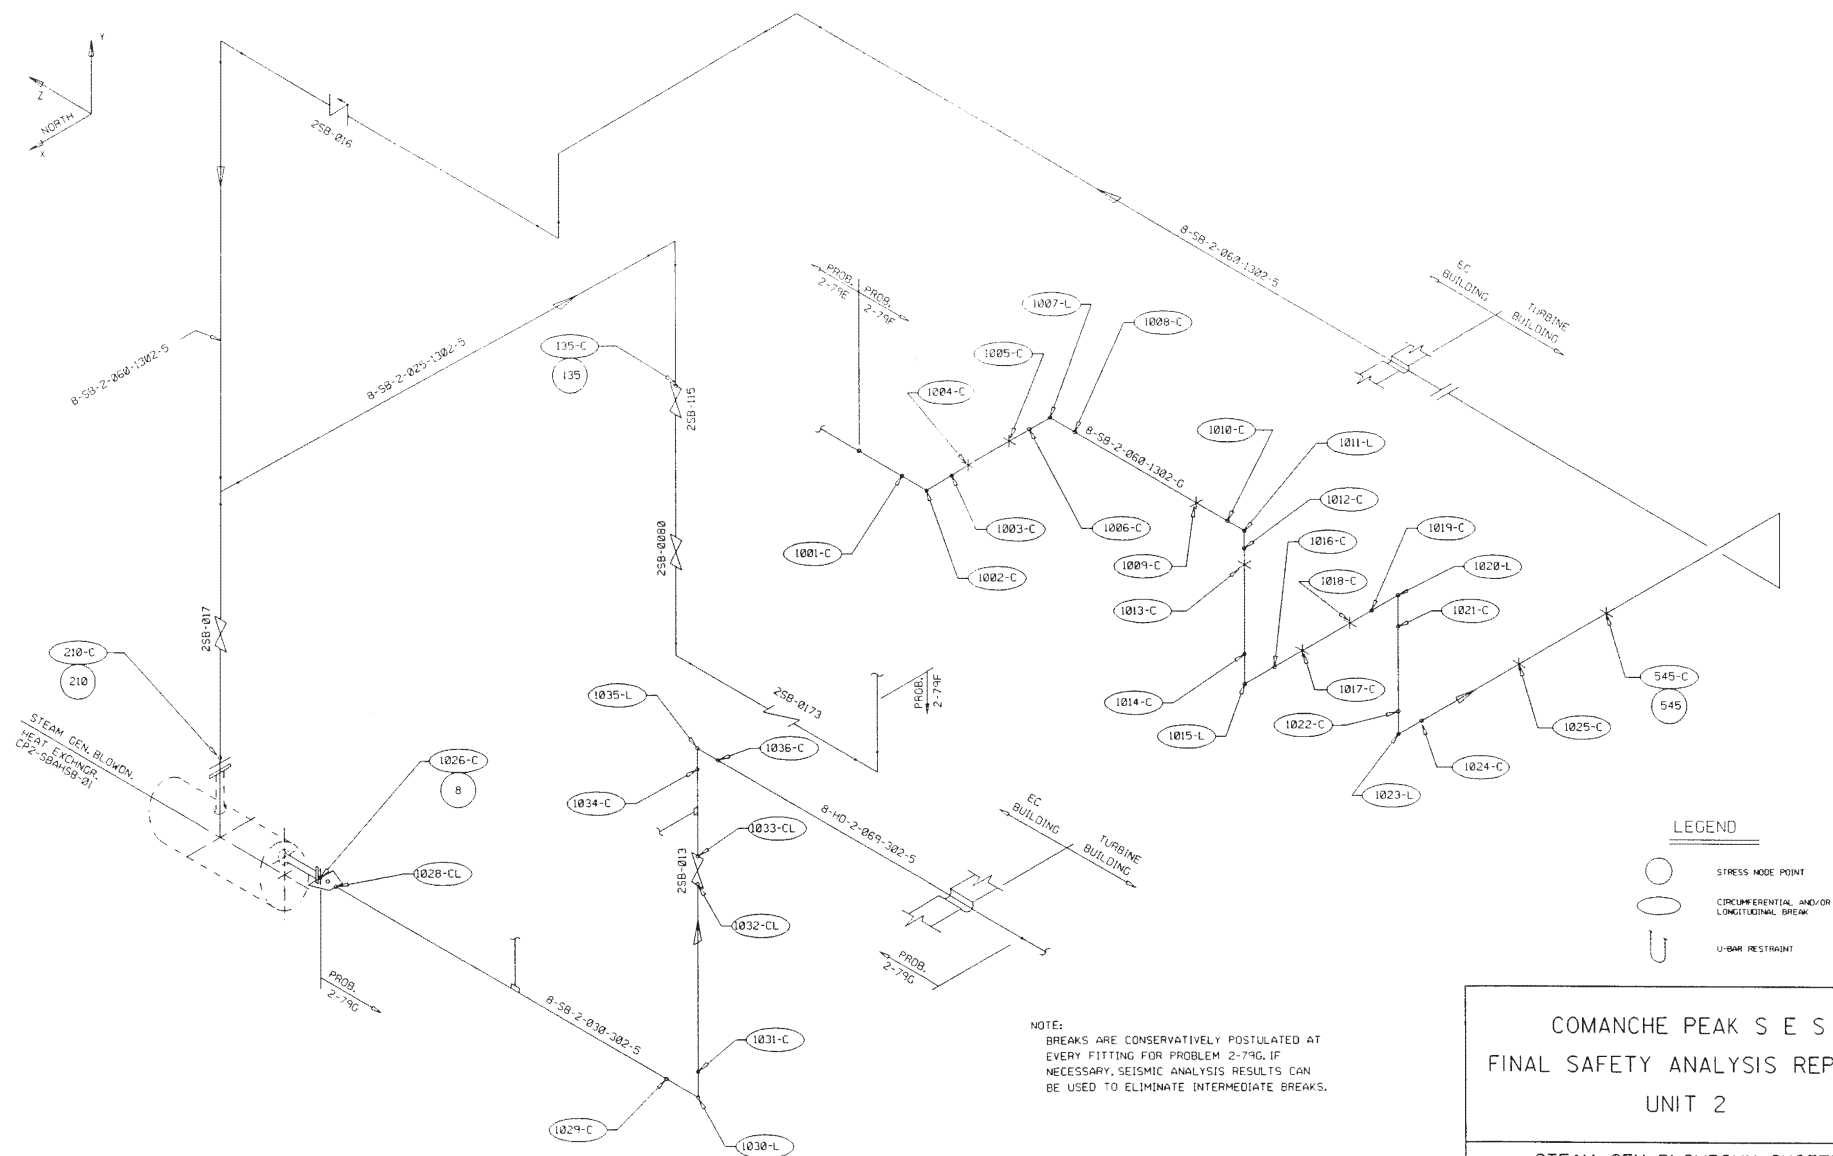 Y
Z
NORTH
X
2SB-016
8-SB-2-060-1302-5
EC
BUILDING
TURBINE
BUILDING
PROB.
2-79E
PROB.
2-79F
1007-L
1008-C
135-C
135
1005-C
1004-C
8-SB-2-060-1302-5
8-SB-2-025-1302-5
2SB-115
8-SB-2-060-1302-G
1010-C
1011-L
1012-C
1003-C
1006-C
1019-C
1016-C
1001-C
2SB-0080
1009-C
1020-L
1002-C
1018-C
1013-C
1021-C
2SB-017
210-C
210
545-C
545
PROB.
2-79F
1035-L
2SB-0173
1014-C
1017-C
1015-L
1022-C
1025-C
STEAM GEN. BLOWDN.
HEAT EXCHNGR.
CP2-SBAHSB-01
1026-C
8
1036-C
1024-C
1023-L
1034-C
8-HD-2-069-302-5
EC
BUILDING
TURBINE
BUILDING
1033-CL
2SB-013
1028-CL
1032-CL
LEGEND
STRESS NODE POINT
CIRCUMFERENTIAL AND/OR
LONGITUDINAL BREAK
U-BAR RESTRAINT
PROB.
2-79G
PROB.
2-79G
8-SB-2-030-302-5
1031-C
1029-C
1030-L
NOTE:
BREAKS ARE CONSERVATIVELY POSTULATED AT
EVERY FITTING FOR PROBLEM 2-79G. IF
NECESSARY, SEISMIC ANALYSIS RESULTS CAN
BE USED TO ELIMINATE INTERMEDIATE BREAKS.
COMANCHE PEAK S E S
FINAL SAFETY ANALYSIS REP
UNIT 2